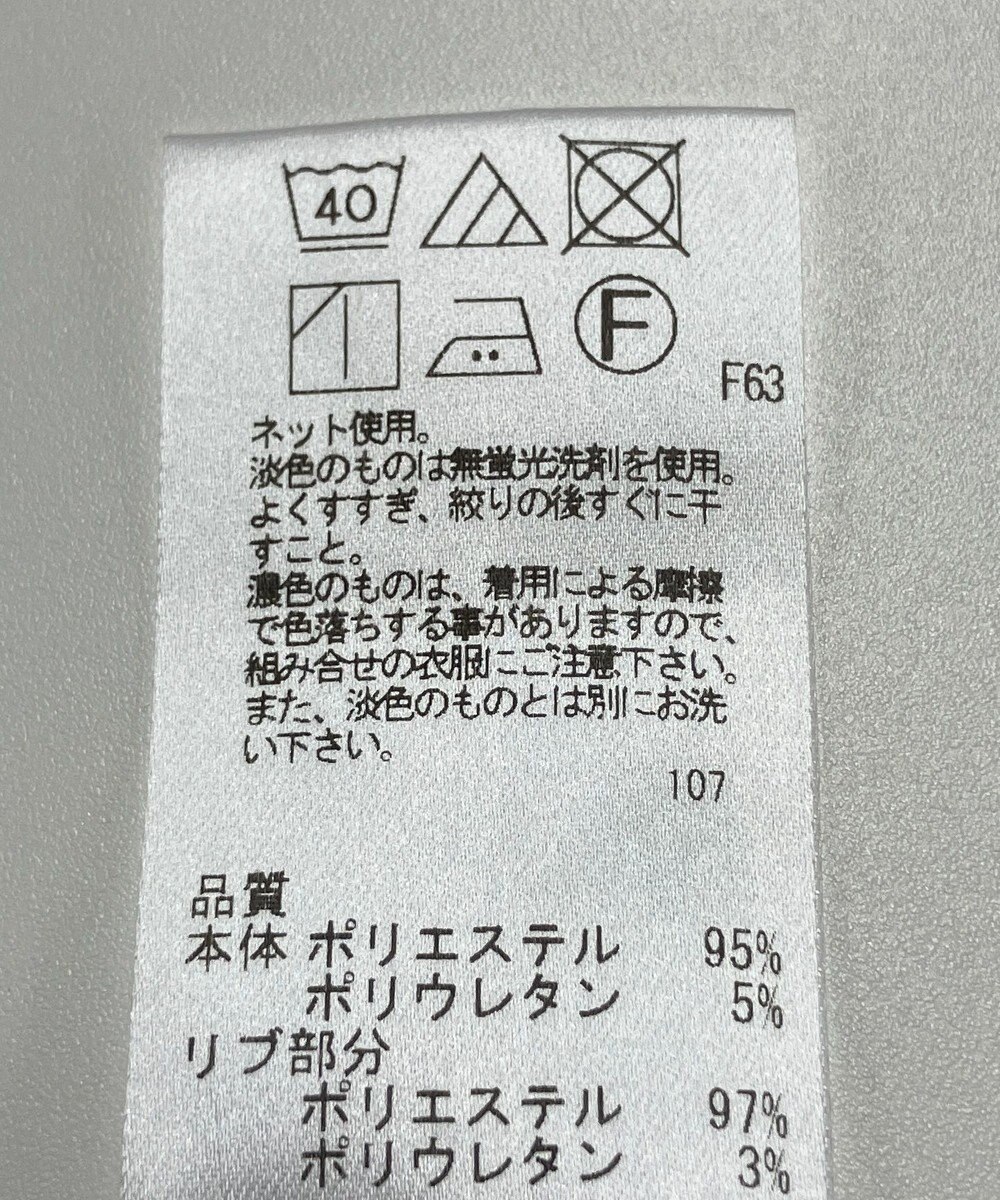 40
F
F63
ネット使用。
淡色のものは無蛍光洗剤を使用。
よくすすぎ、絞りの後すぐに干
すこと。
濃色のものは、着用による摩擦
で色落ちする事がありますので、
組み合せの衣服にご注意下さい。
また、淡色のものとは別にお洗
い下さい。
107
品質
本体 ポリエステル 95%
ポリウレタン 5%
リブ部分
ポリエステル 97%
ポリウレタン 3%